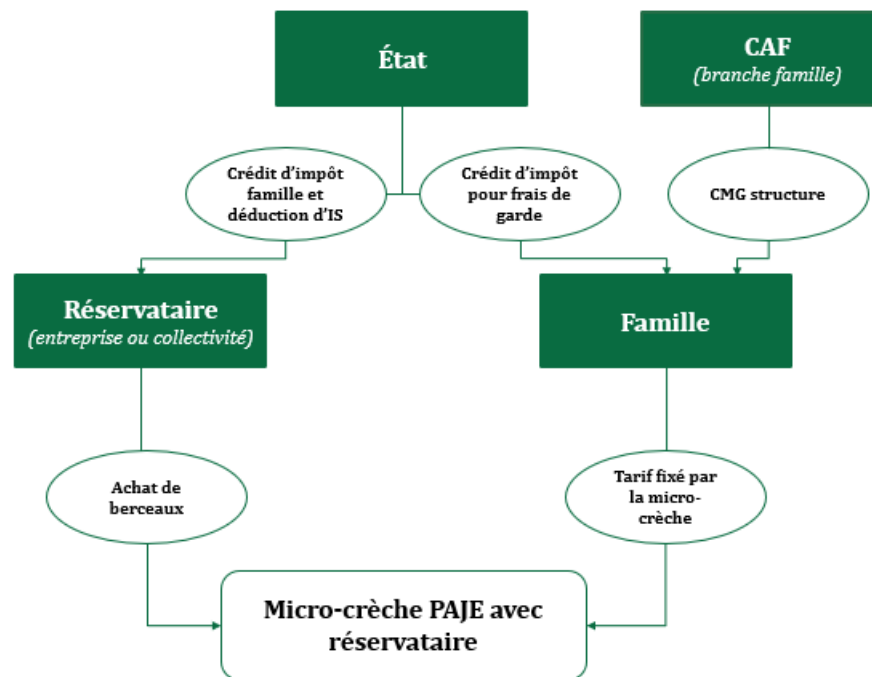 État
CAF
(branche famille)
Crédit d'impôt
famille et
déduction d'IS
Crédit d'impôt
pour frais de
garde
CMG structure
Réservataire
(entreprise ou collectivité)
Famille
Achat de
berceaux
Tarif fixé par
la micro-
crèche
Micro-crèche PAJE avec
réservataire